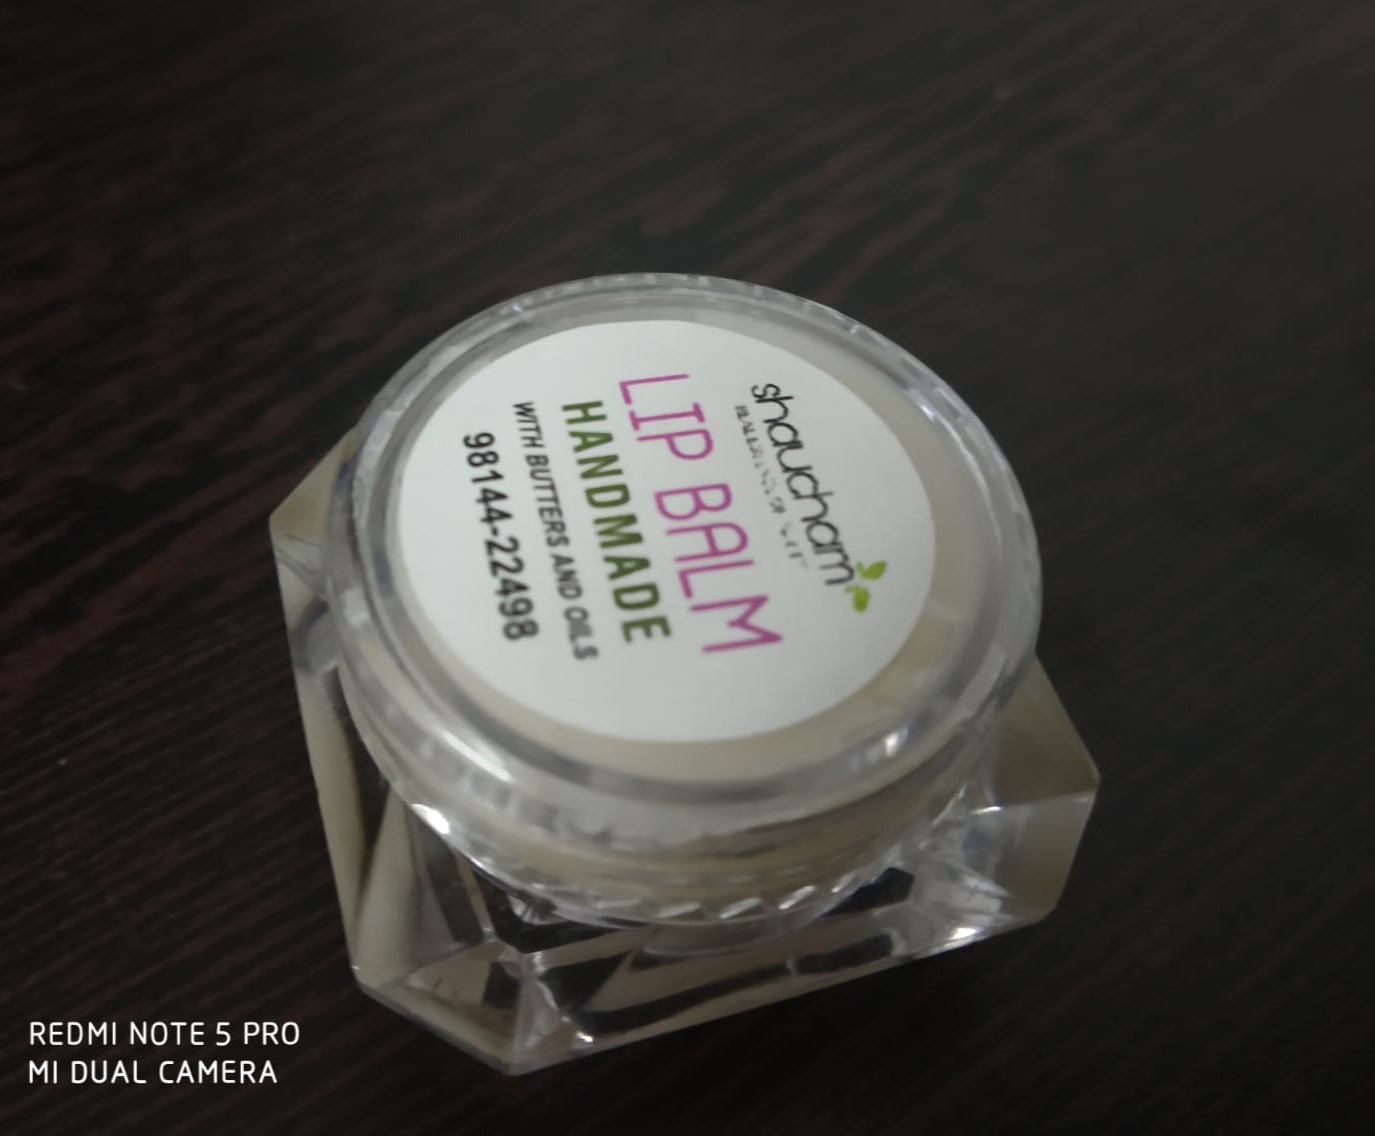 shaucham
LIP BALM
HANDMADE
WITH BUTTERS AND OILS
98144-22498
REDMI NOTE 5 PRO
MI DUAL CAMERA